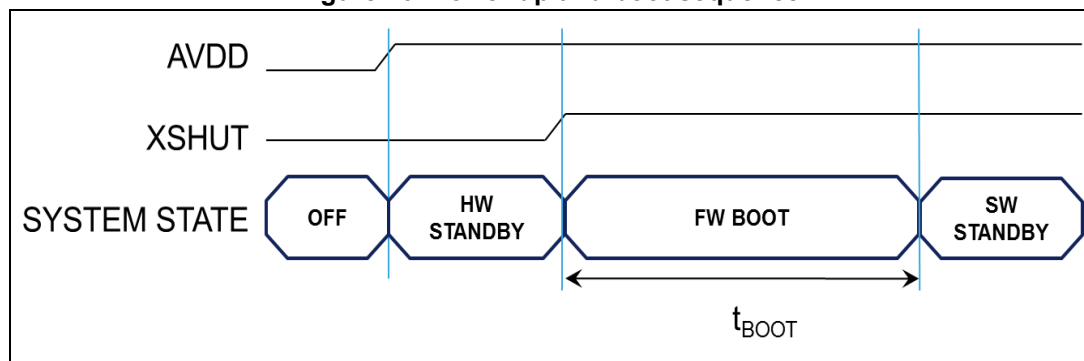 AVDD
XSHUT
SYSTEM STATE
OFF
HW
STANDBY
FW BOOT
SW
STANDBY
tBOOT